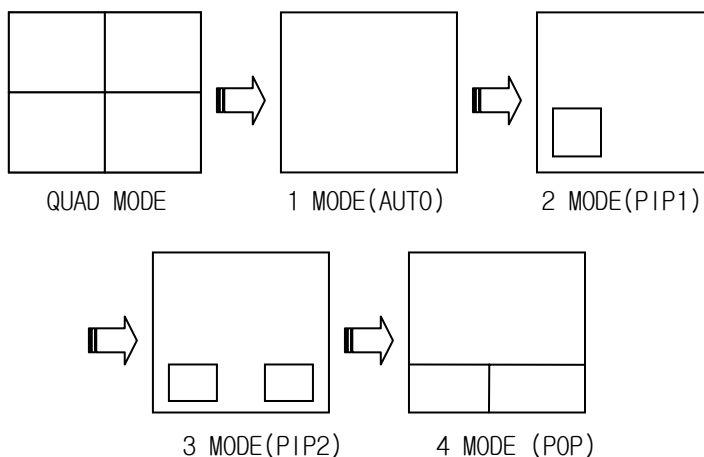 QUAD MODE
1 MODE(AUTO)
2 MODE(PIP1)
3 MODE(PIP2)
4 MODE (POP)